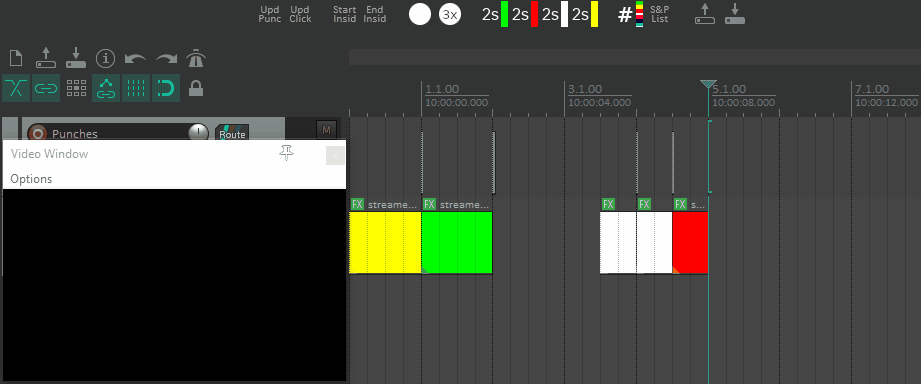 Upd Punc
Upd Click
Start Insid
End Insid
3x
2s
2s
2s
2s
#
S&P List
1.1.00
10:00:00.000
3.1.00
10:00:04.000
5.1.00
10:00:08.000
7.1.00
10:00:12.000
Punches
Route
M
Video Window
Options
FX streame...
FX streame...
FX
FX
FX s...